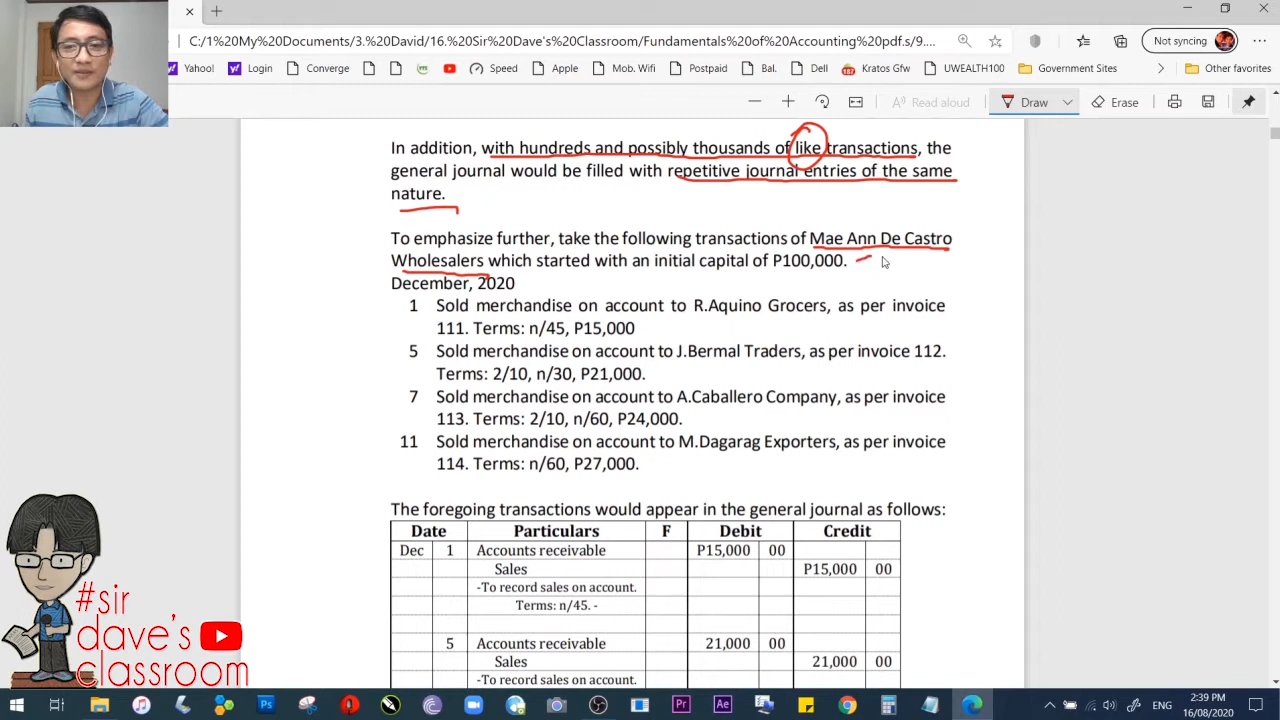 C:/1%20My%20Documents/3.%20David/16.%20Sir%20Dave's%20Classroom/Fundamentals%20of%20Accounting%20pdf.s/9....
Not syncing
Yahoo!
Login
Converge
Speed
Apple
Mob. Wifi
Postpaid
Bal.
Dell
Kratos Gfw
UWEALTH100
Government Sites
Other favorites
Read aloud
Draw
Erase
In addition, with hundreds and possibly thousands of like transactions, the
general journal would be filled with repetitive journal entries of the same
nature.
To emphasize further, take the following transactions of Mae Ann De Castro
Wholesalers which started with an initial capital of P100,000.
December, 2020
1 Sold merchandise on account to R.Aquino Grocers, as per invoice
111. Terms: n/45, P15,000
5 Sold merchandise on account to J.Bermal Traders, as per invoice 112.
Terms: 2/10, n/30, P21,000.
7 Sold merchandise on account to A.Caballero Company, as per invoice
113. Terms: 2/10, n/60, P24,000.
11 Sold merchandise on account to M.Dagarag Exporters, as per invoice
114. Terms: n/60, P27,000.
The foregoing transactions would appear in the general journal as follows:
Date Particulars F Debit Credit
Dec 1 Accounts receivable P15,000 00
Sales P15,000 00
-To record sales on account.
Terms: n/45. -
5 Accounts receivable 21,000 00
Sales 21,000 00
-To record sales on account.
#sir
dave's
classroom
ENG
2:39 PM
16/08/2020